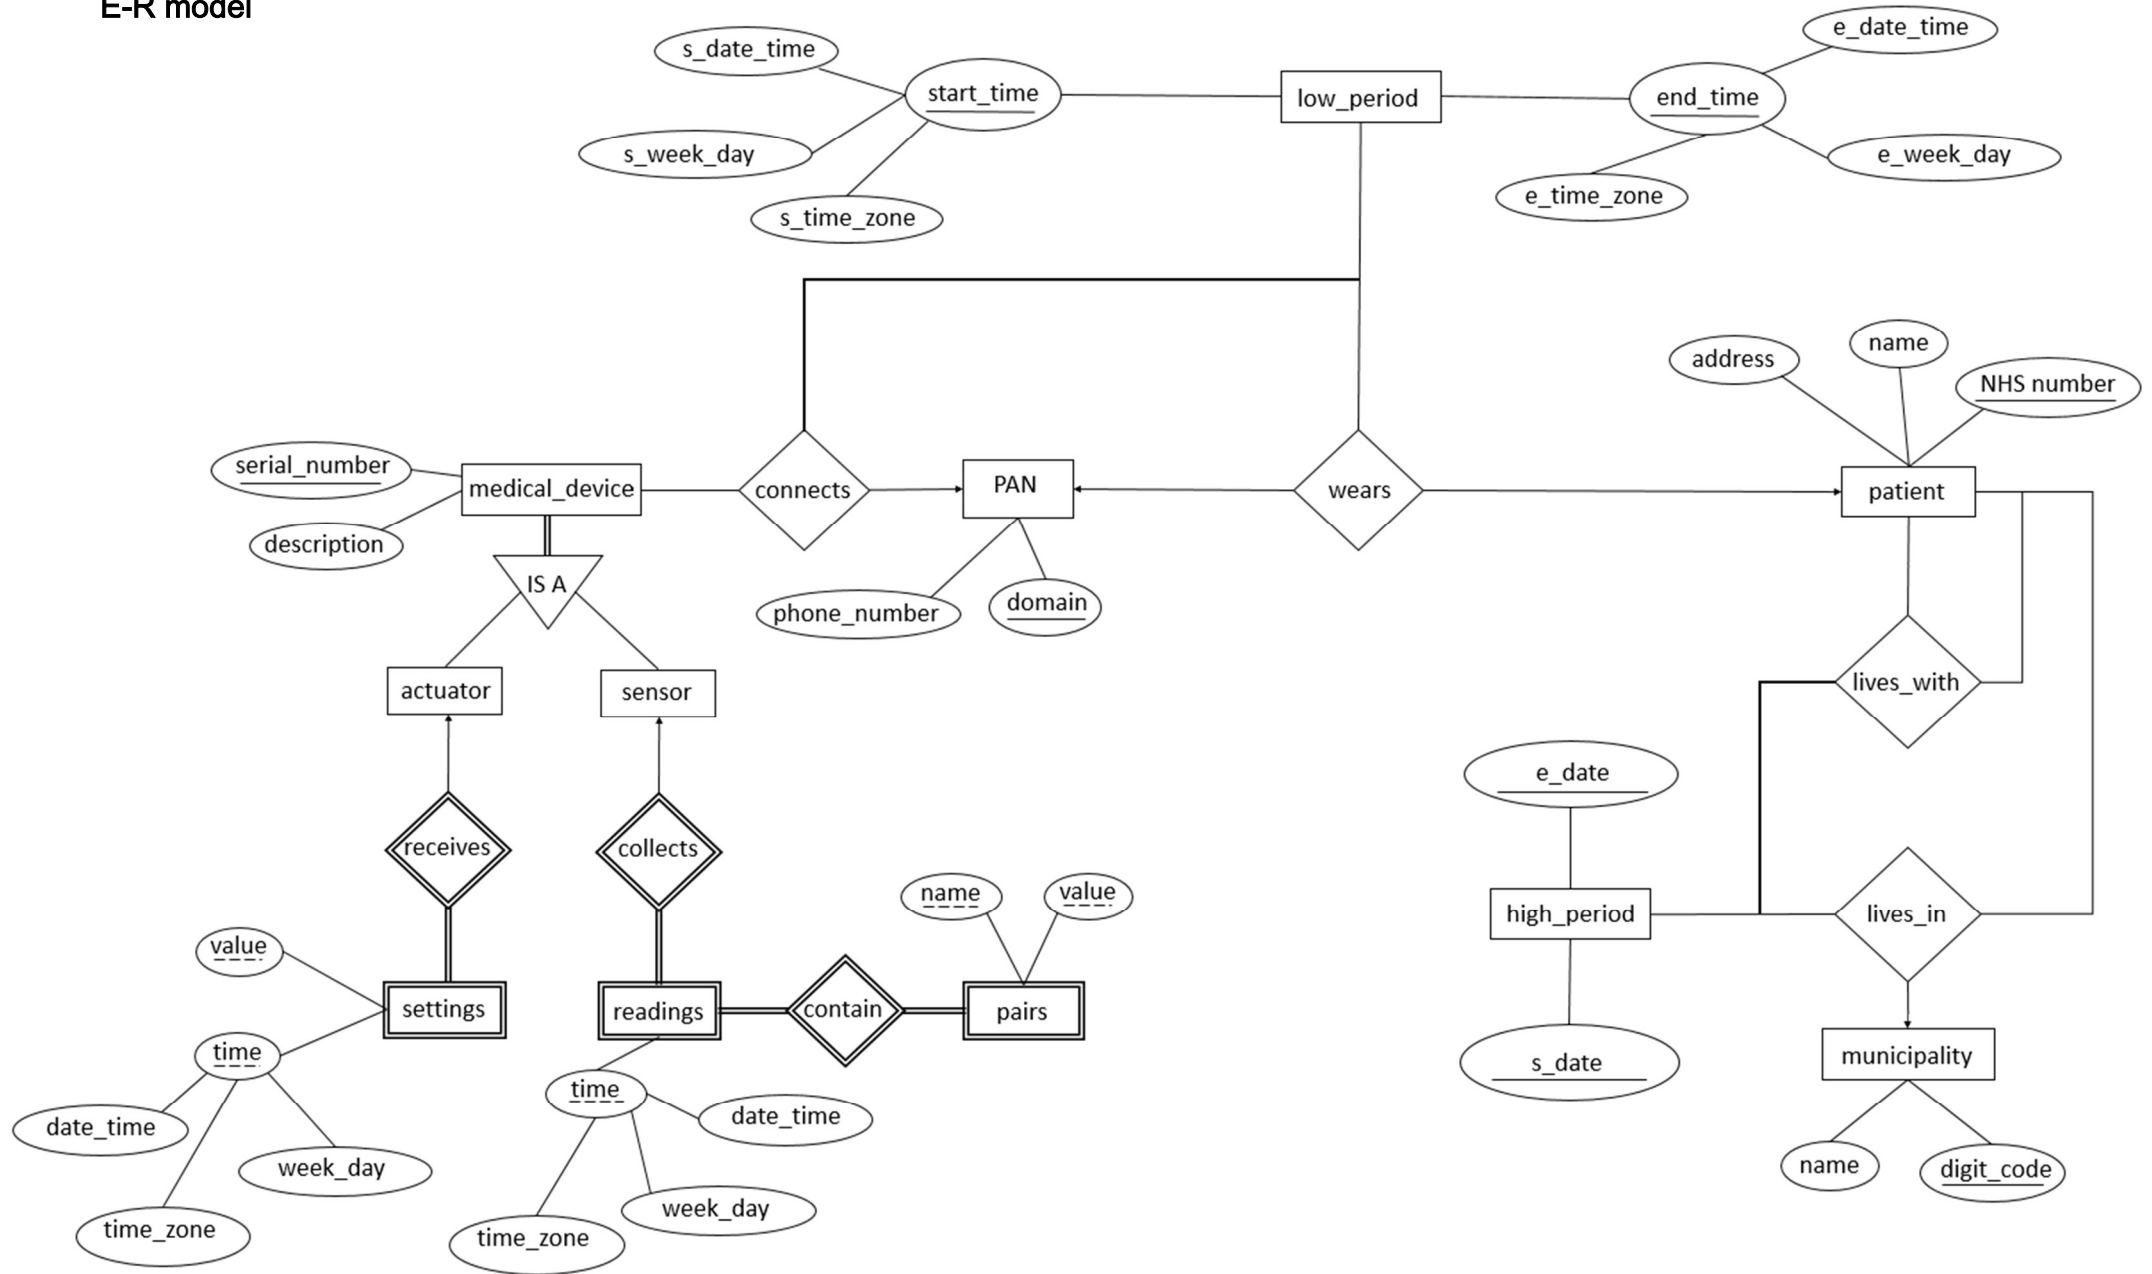 E-R model
s_date_time
e_date_time
start_time
low_period
end_time
s_week_day
e_week_day
s_time_zone
e_time_zone
address
name
NHS number
serial_number
medical_device
connects
PAN
wears
patient
description
IS A
phone_number
domain
actuator
sensor
lives_with
e_date
receives
collects
name
value
high_period
lives_in
value
settings
readings
contain
pairs
time
time
municipality
s_date
date_time
date_time
week_day
name
digit_code
time_zone
week_day
time_zone